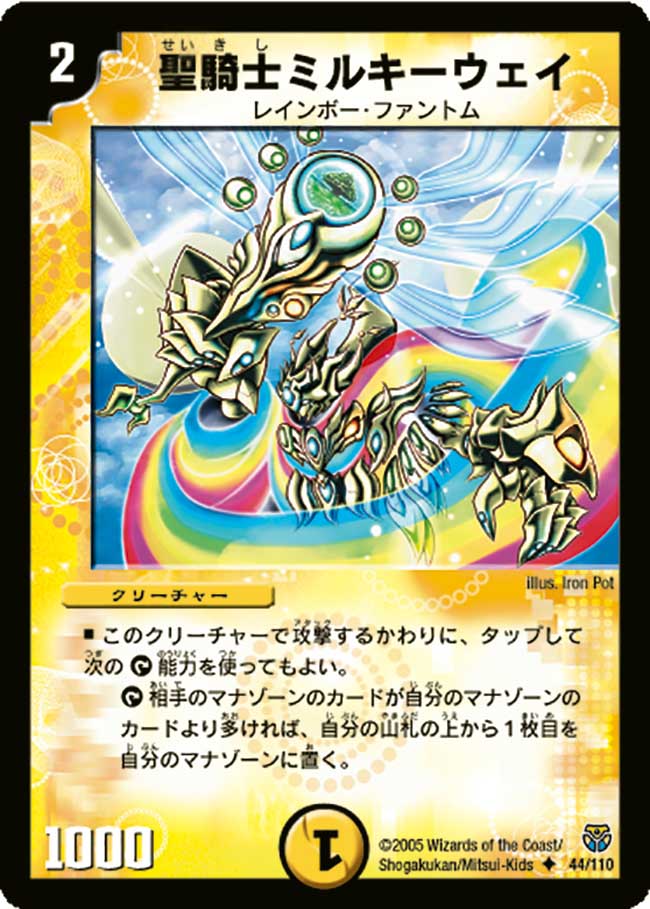 2
せいきし
聖騎士ミルキーウェイ
レインボー・ファントム
illus. Iron Pot
クリーチャー
■ このクリーチャーで攻撃するかわりに、タップして
次の 能力を使ってもよい。
相手のマナゾーンのカードが自分のマナゾーンの
カードより多ければ、自分の山札の上から1枚目を
自分のマナゾーンに置く。
1000
1
©2005 Wizards of the Coast/
Shogakukan/Mitsui-Kids 44/110